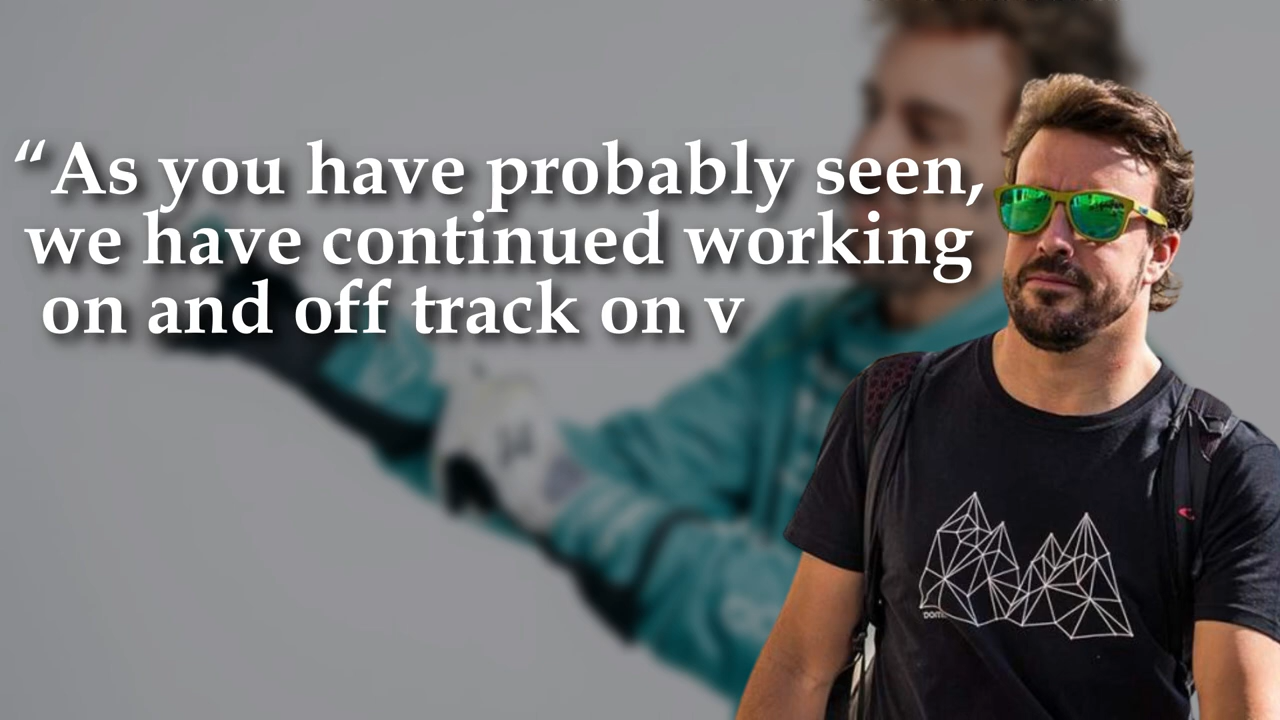 “As you have probably seen,
we have continued working
on and off track on v